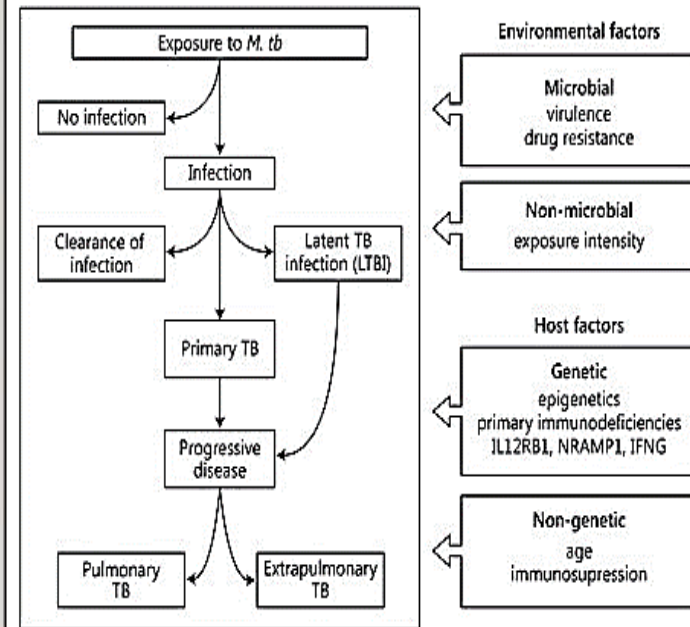 Exposure to M. tb
No infection
Infection
Clearance of
infection
Latent TB
infection (LTBI)
Primary TB
Progressive
disease
Pulmonary
TB
Extrapulmonary
TB
Environmental factors
Microbial
virulence
drug resistance
Non-microbial
exposure intensity
Host factors
Genetic
epigenetics
primary immunodeficiencies
IL12RB1, NRAMP1, IFNG
Non-genetic
age
immunosupression